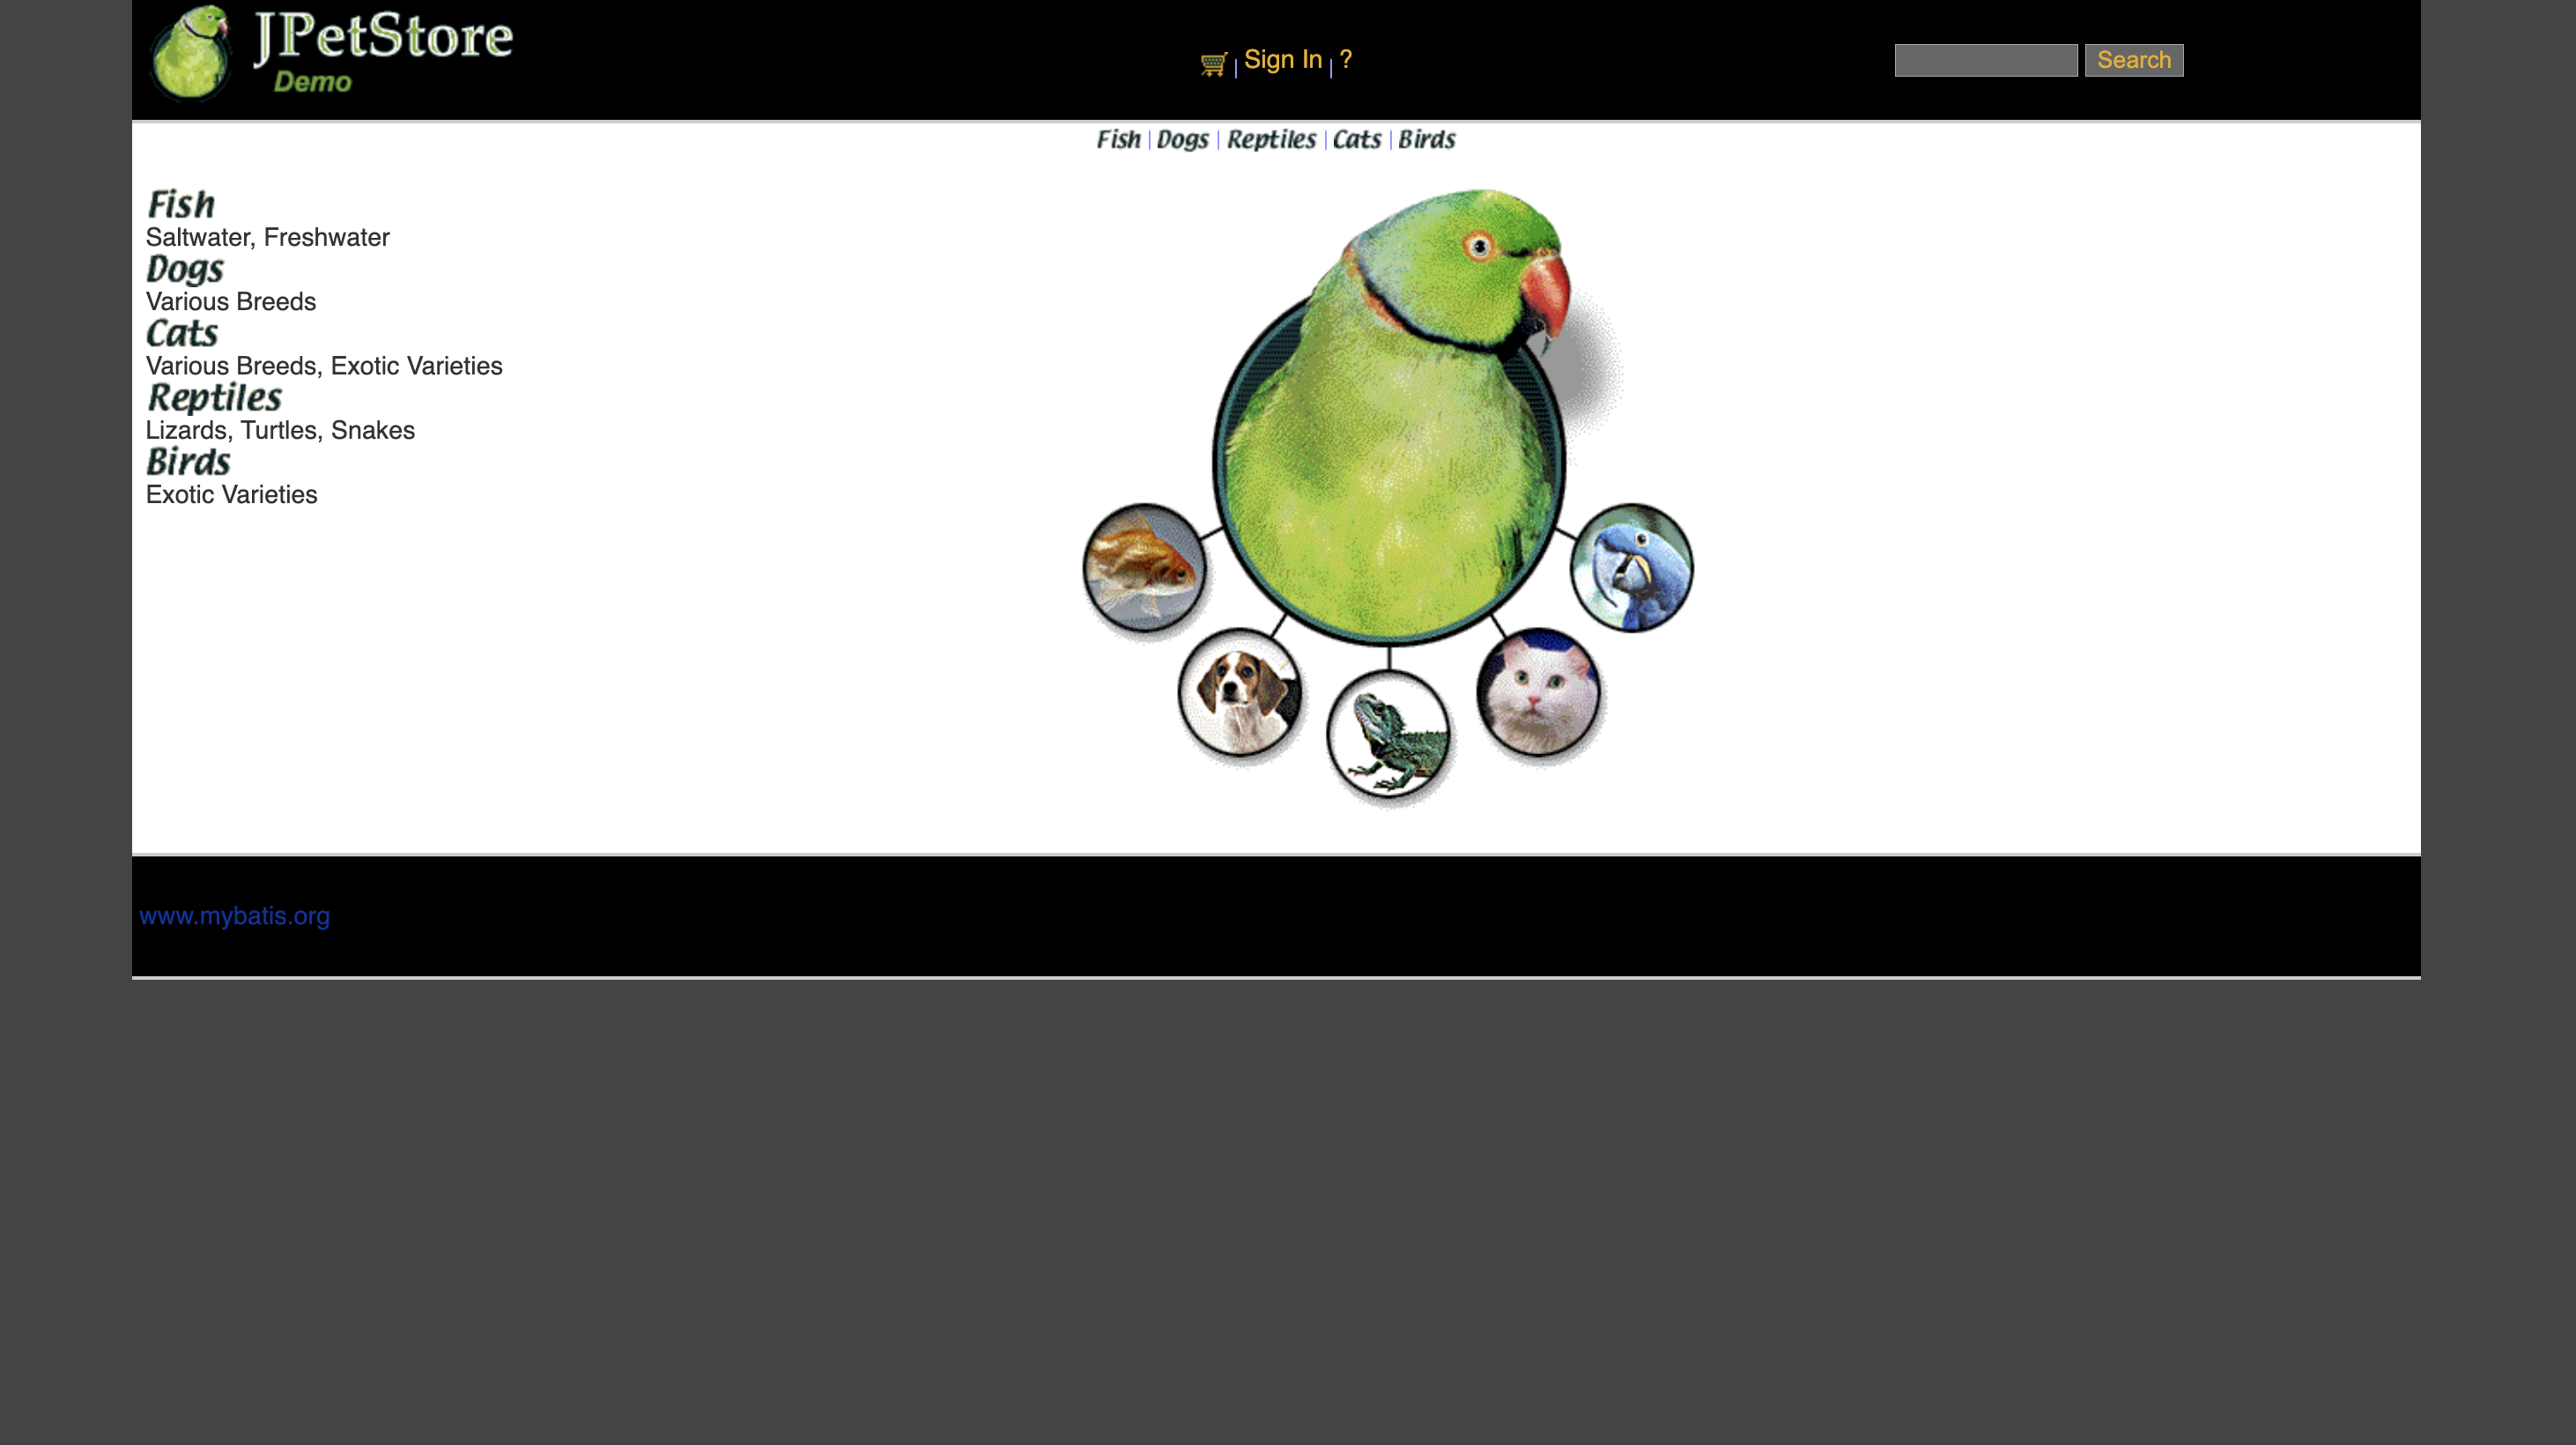 JPetStore
Demo
Sign In | ?
Search
Fish | Dogs | Reptiles | Cats | Birds
Fish
Saltwater, Freshwater
Dogs
Various Breeds
Cats
Various Breeds, Exotic Varieties
Reptiles
Lizards, Turtles, Snakes
Birds
Exotic Varieties
www.mybatis.org